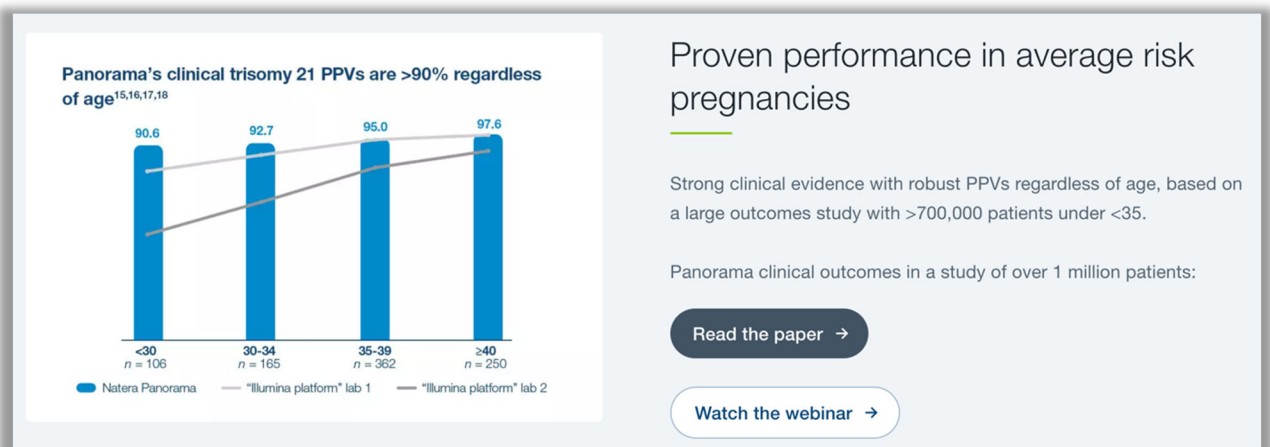 Panorama’s clinical trisomy 21 PPVs are >90% regardless
of age15,16,17,18
90.6
92.7
95.0
97.6
<30
30-34
35-39
≥40
n = 106
n = 165
n = 362
n = 250
Natera Panorama
“Illumina platform” lab 1
“Illumina platform” lab 2
Proven performance in average risk
pregnancies
Strong clinical evidence with robust PPVs regardless of age, based on
a large outcomes study with >700,000 patients under <35.
Panorama clinical outcomes in a study of over 1 million patients:
Read the paper →
Watch the webinar →